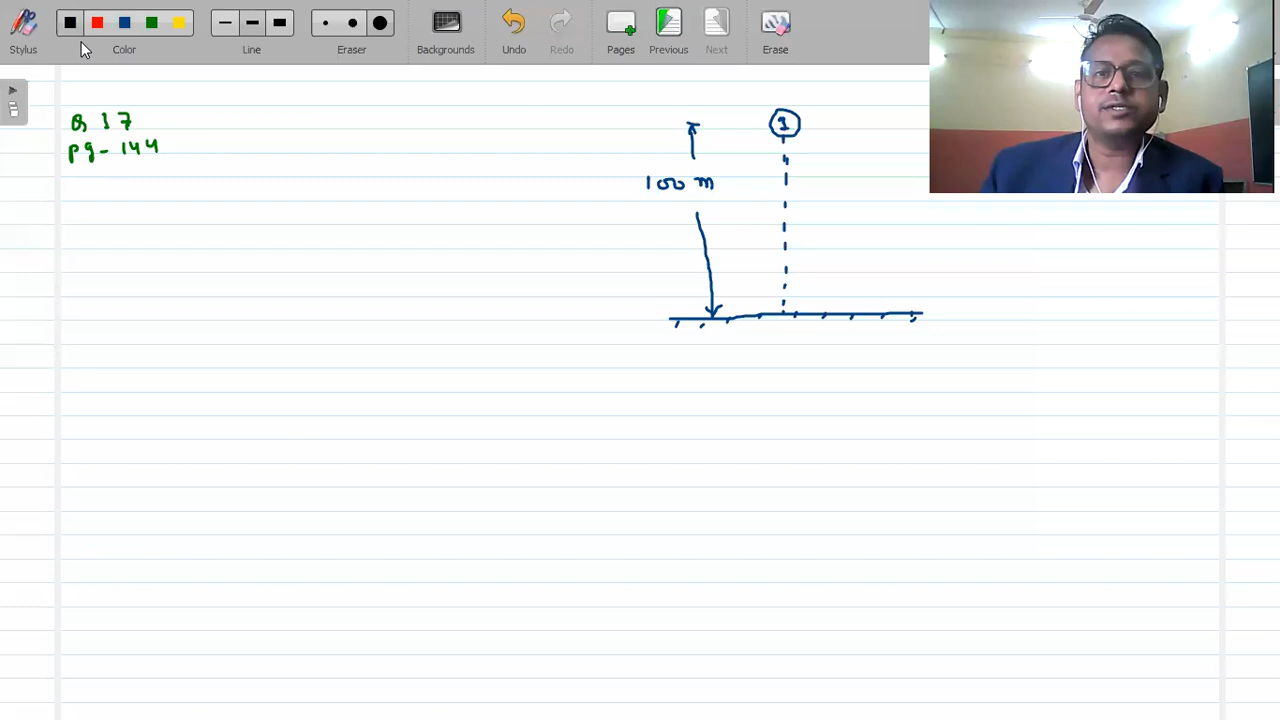 Stylus
Color
Line
Eraser
Backgrounds
Undo
Redo
Pages
Previous
Next
Erase
Q 17
pg- 144
1
100 m